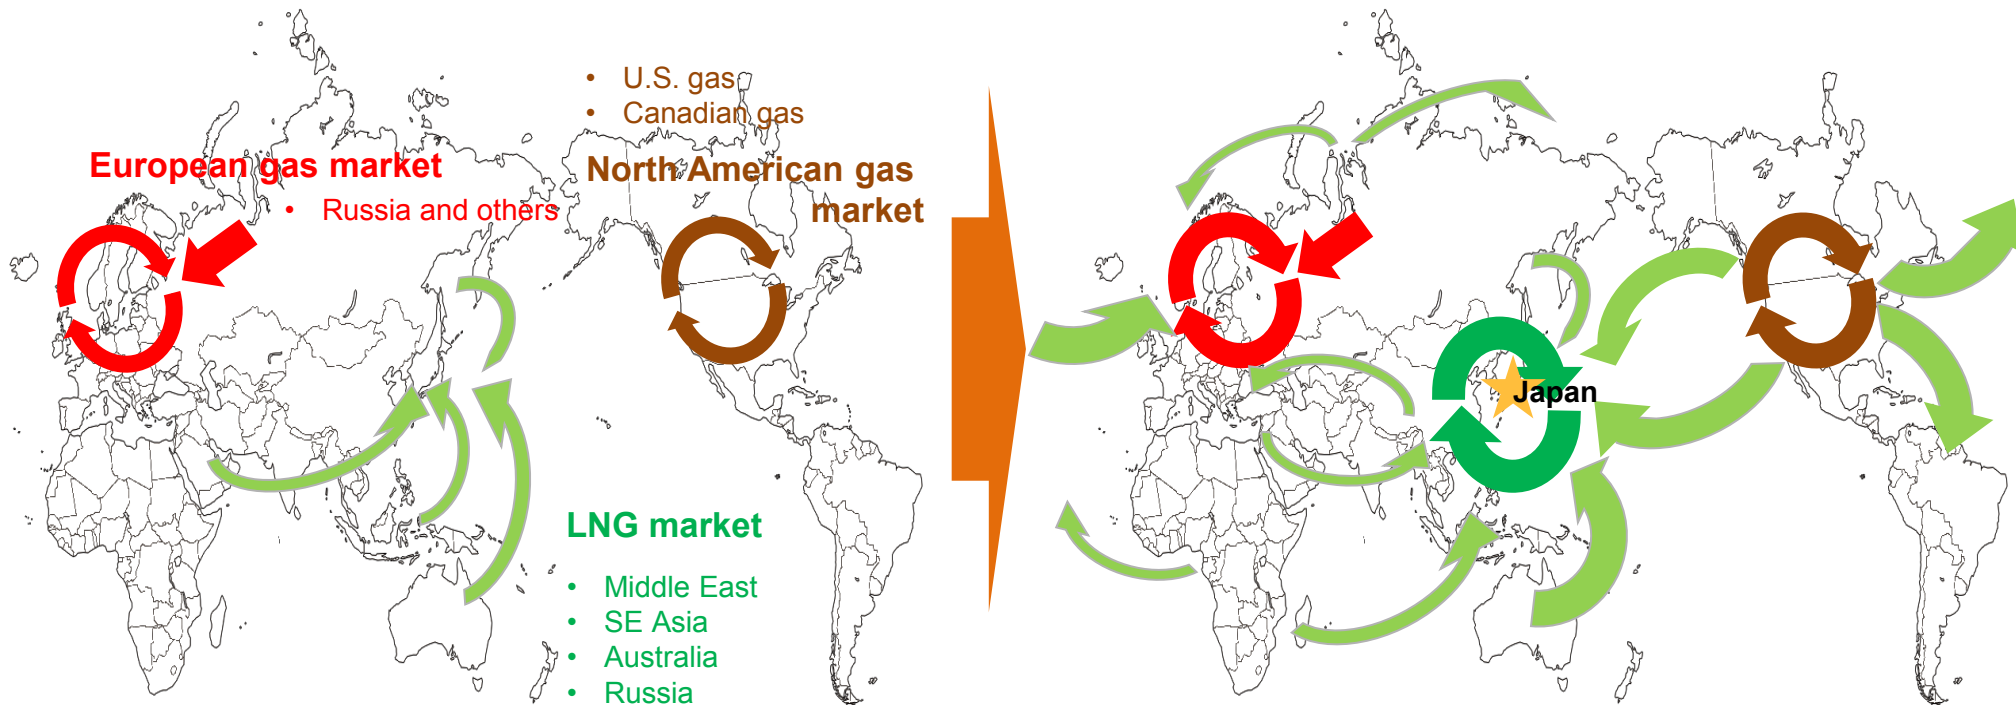 • U.S. gas
• Canadian gas
European gas market
• Russia and others
North American gas
market
LNG market
• Middle East
• SE Asia
• Australia
• Russia
Japan